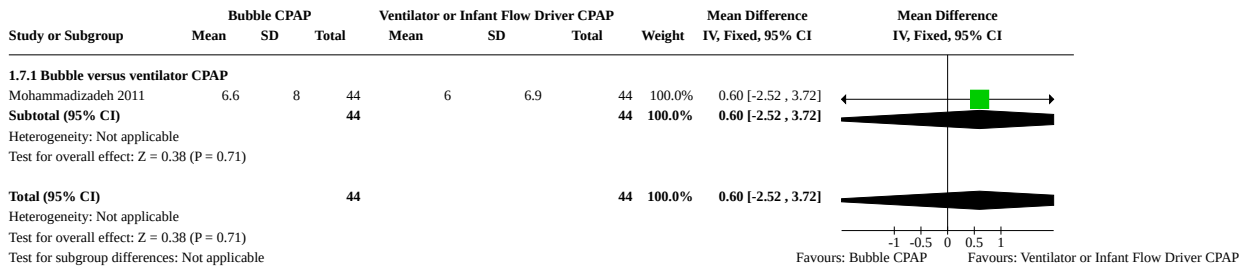 Bubble CPAP Ventilator or Infant Flow Driver CPAP Mean Difference Mean Difference
Study or Subgroup Mean SD Total Mean SD Total Weight IV, Fixed, 95% CI IV, Fixed, 95% CI
1.7.1 Bubble versus ventilator CPAP
Mohammadizadeh 2011 6.6 8 44 6 6.9 44 100.0% 0.60 [-2.52 , 3.72]
Subtotal (95% CI) 44 44 100.0% 0.60 [-2.52 , 3.72]
Heterogeneity: Not applicable
Test for overall effect: Z = 0.38 (P = 0.71)
Total (95% CI) 44 44 100.0% 0.60 [-2.52 , 3.72]
Heterogeneity: Not applicable
Test for overall effect: Z = 0.38 (P = 0.71)
-1 -0.5 0 0.5 1
Test for subgroup differences: Not applicable Favours: Bubble CPAP Favours: Ventilator or Infant Flow Driver CPAP